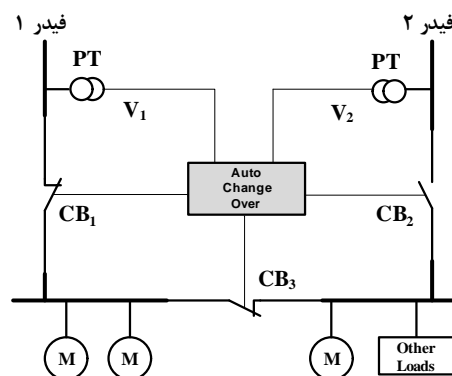 فیدر ۱
فیدر ۲
PT
PT
V₁
V₂
Auto
Change
Over
CB₁
CB₂
CB₃
M
M
M
Other
Loads